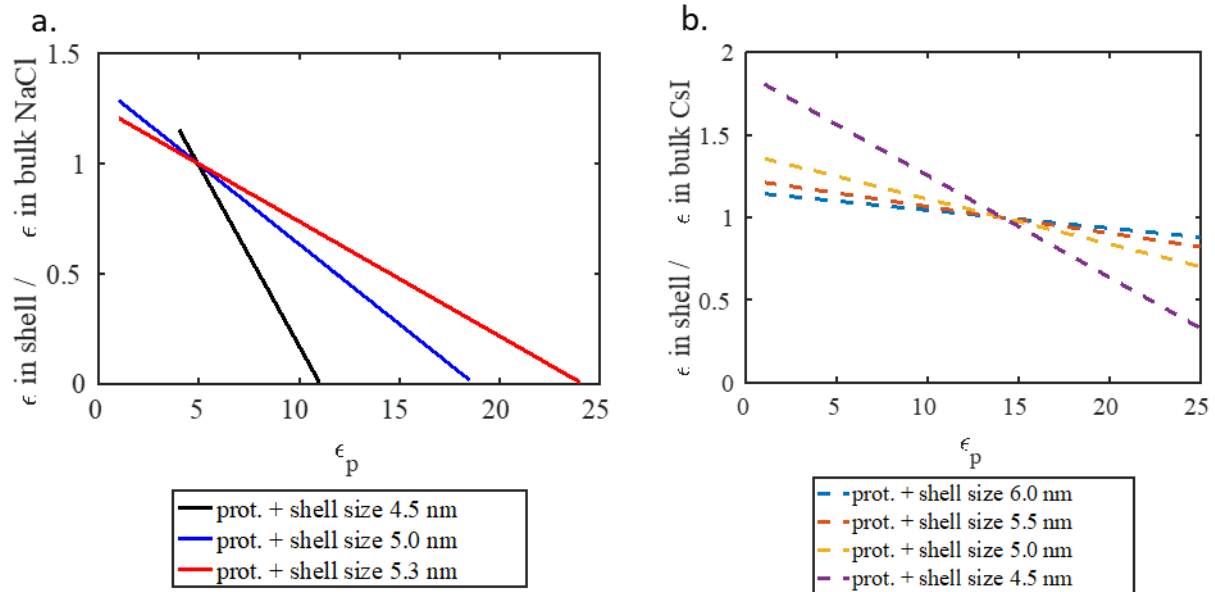 a.
ϵ in shell / ϵ in bulk NaCl
1.5
1
0.5
0
0
5
10
15
20
25
ϵp
prot. + shell size 4.5 nm
prot. + shell size 5.0 nm
prot. + shell size 5.3 nm
b.
ϵ in shell / ϵ in bulk CsI
2
1.5
1
0.5
0
0
5
10
15
20
25
ϵp
prot. + shell size 6.0 nm
prot. + shell size 5.5 nm
prot. + shell size 5.0 nm
prot. + shell size 4.5 nm